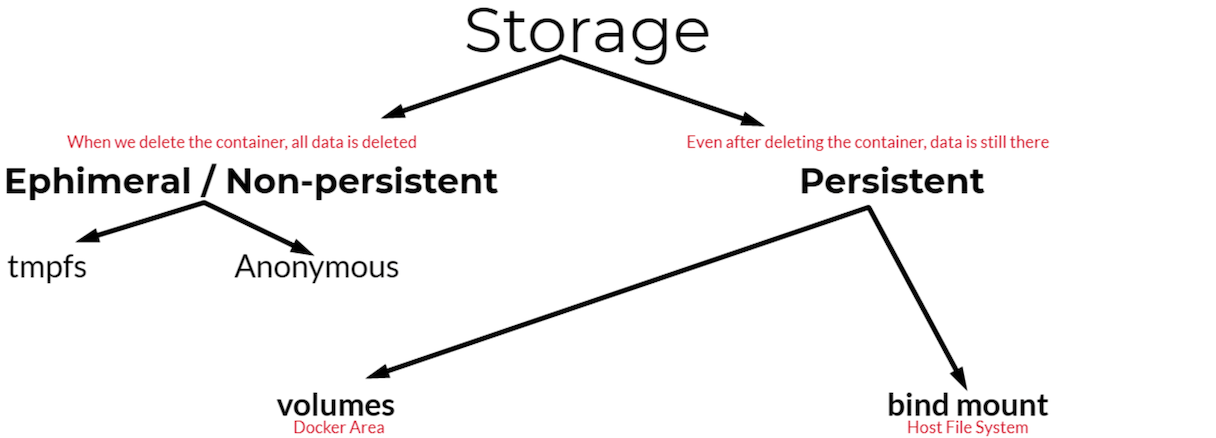 Storage
When we delete the container, all data is deleted
Even after deleting the container, data is still there
Ephimeral / Non-persistent
Persistent
tmpfs
Anonymous
volumes
Docker Area
bind mount
Host File System